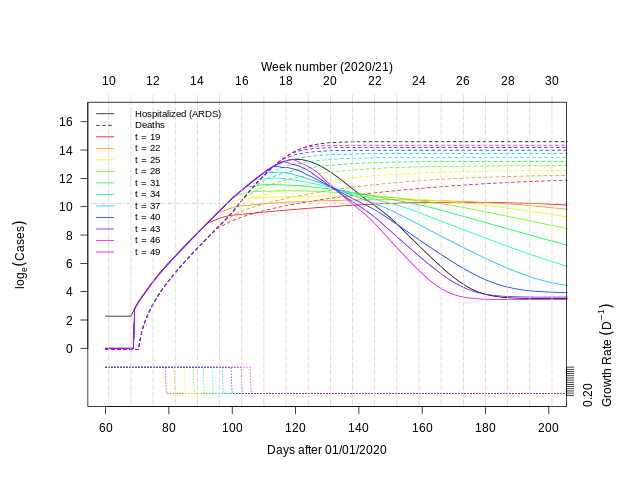 Week number (2020/21)
10 12 14 16 18 20 22 24 26 28 30
Hospitalized (ARDS)
Deaths
t = 19
t = 22
t = 25
t = 28
t = 31
t = 34
t = 37
t = 40
t = 43
t = 46
t = 49
16
14
12
10
8
6
4
2
0
loge(Cases)
0.20
Growth Rate (D−1)
60 80 100 120 140 160 180 200
Days after 01/01/2020